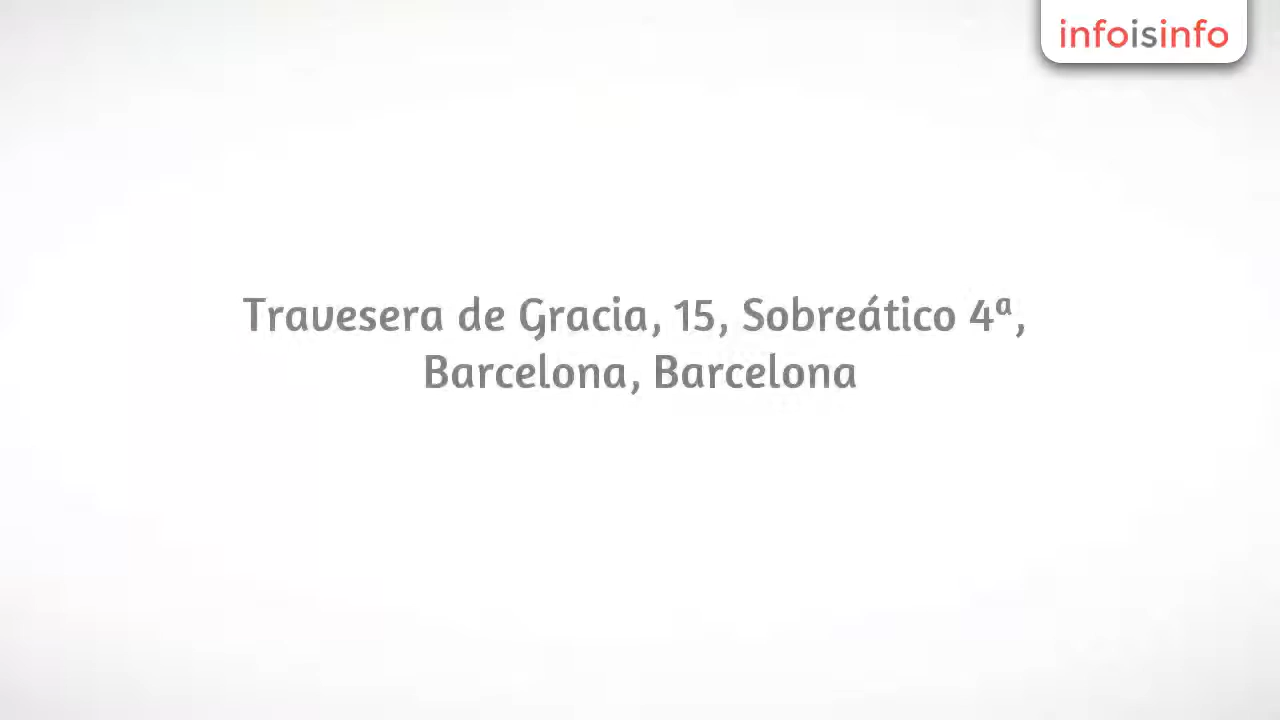 infoisinfo
Travesera de Gracia, 15, Sobreático 4ª,
Barcelona, Barcelona